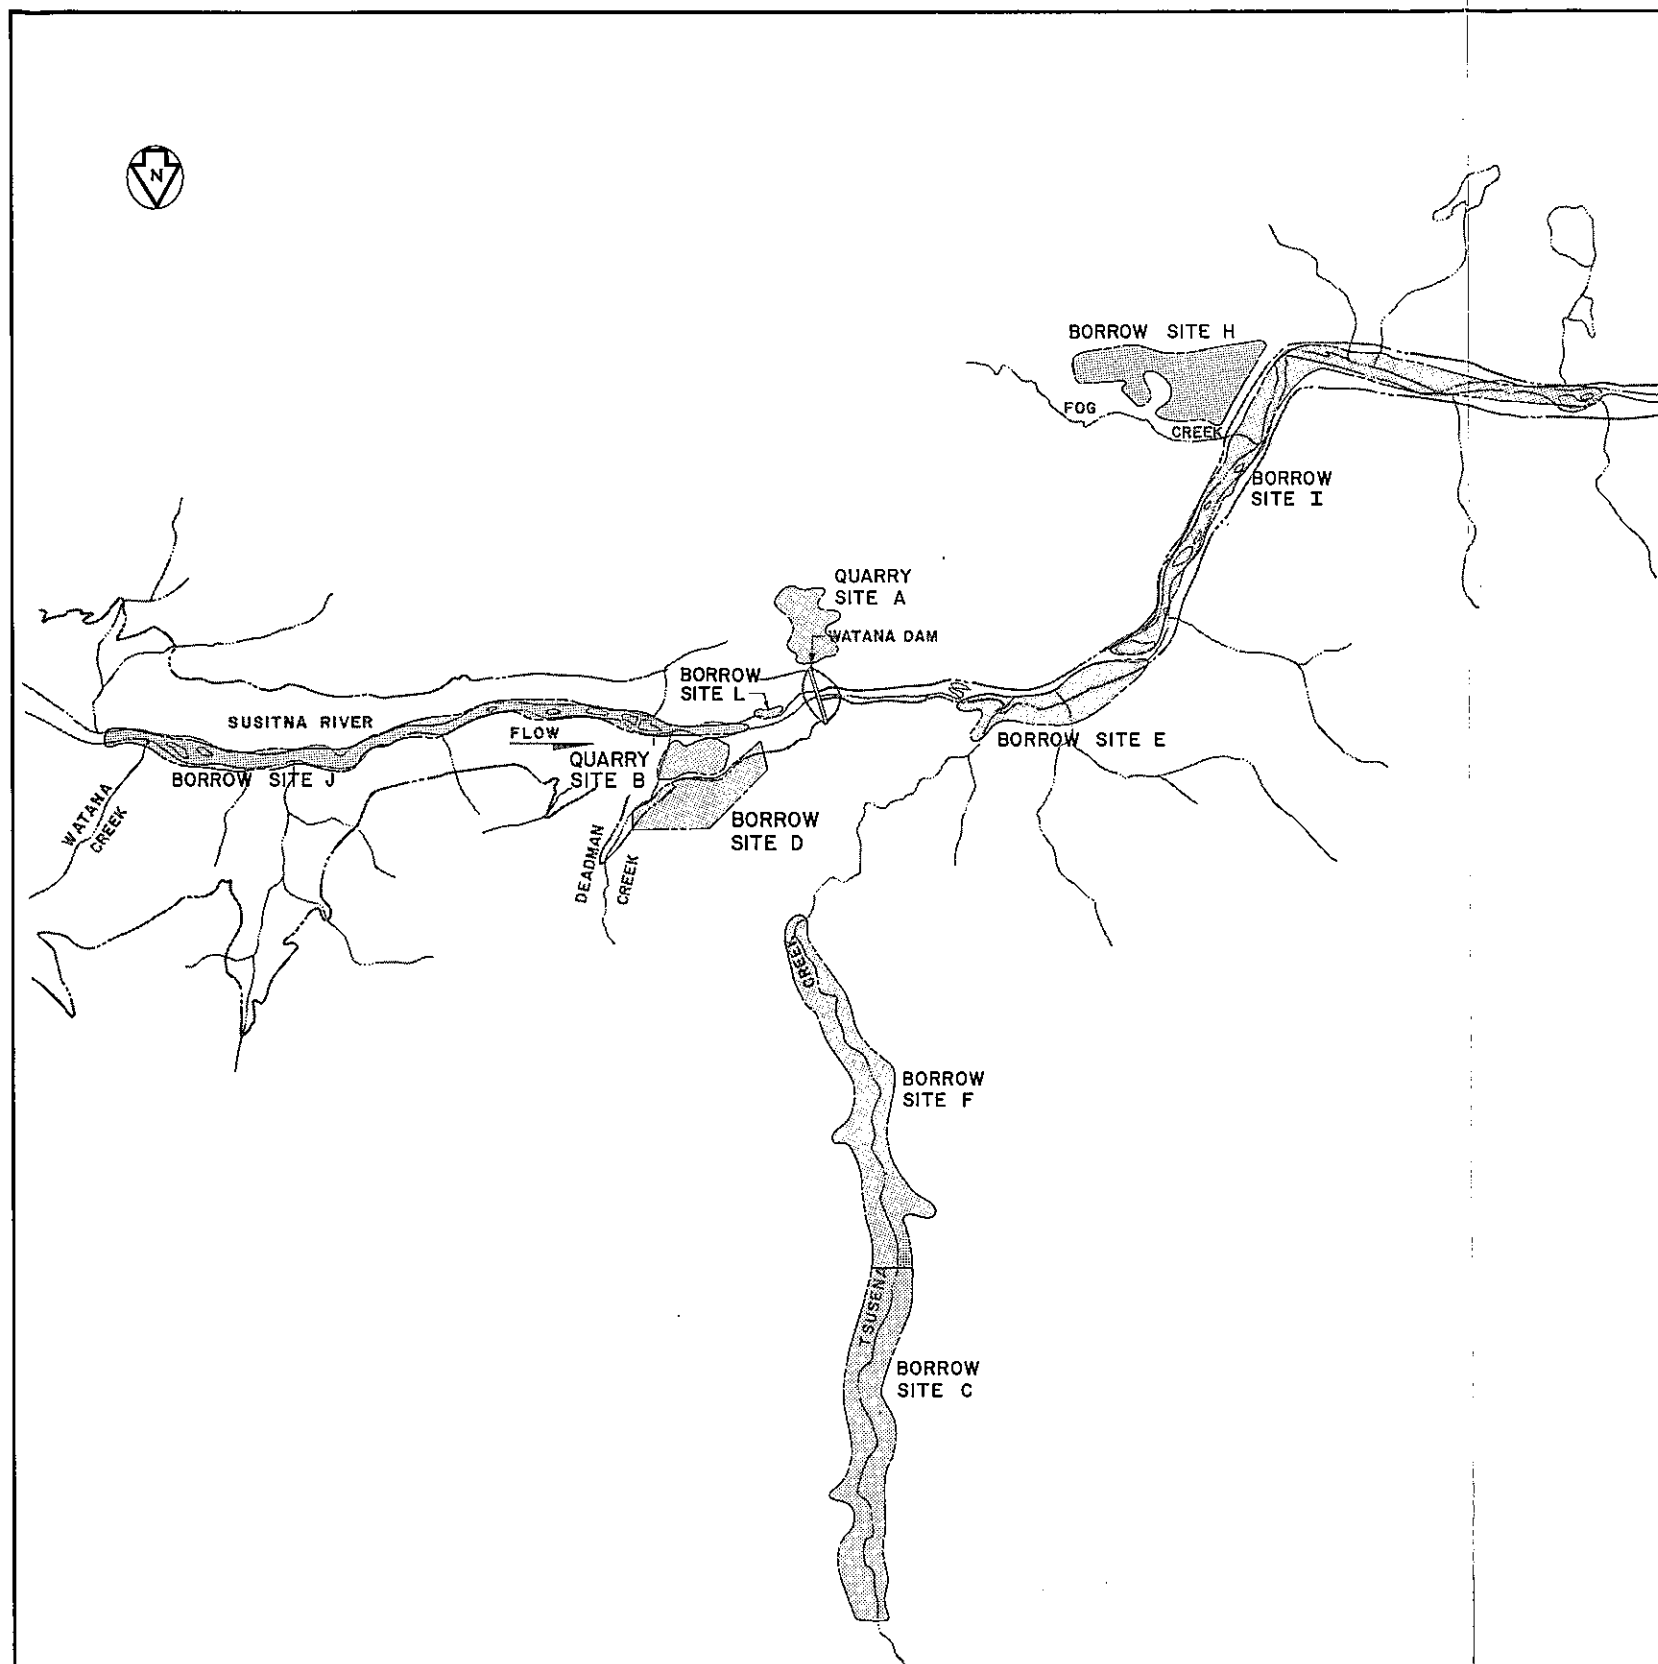 N
BORROW SITE H
FOG
CREEK
BORROW
SITE I
QUARRY
SITE A
WATANA DAM
BORROW
SITE L
SUSITNA RIVER
FLOW
BORROW SITE E
QUARRY
SITE B
BORROW SITE J
WATANA
CREEK
BORROW
SITE D
DEADMAN
CREEK
CREEK
BORROW
SITE F
TSUSENA
BORROW
SITE C